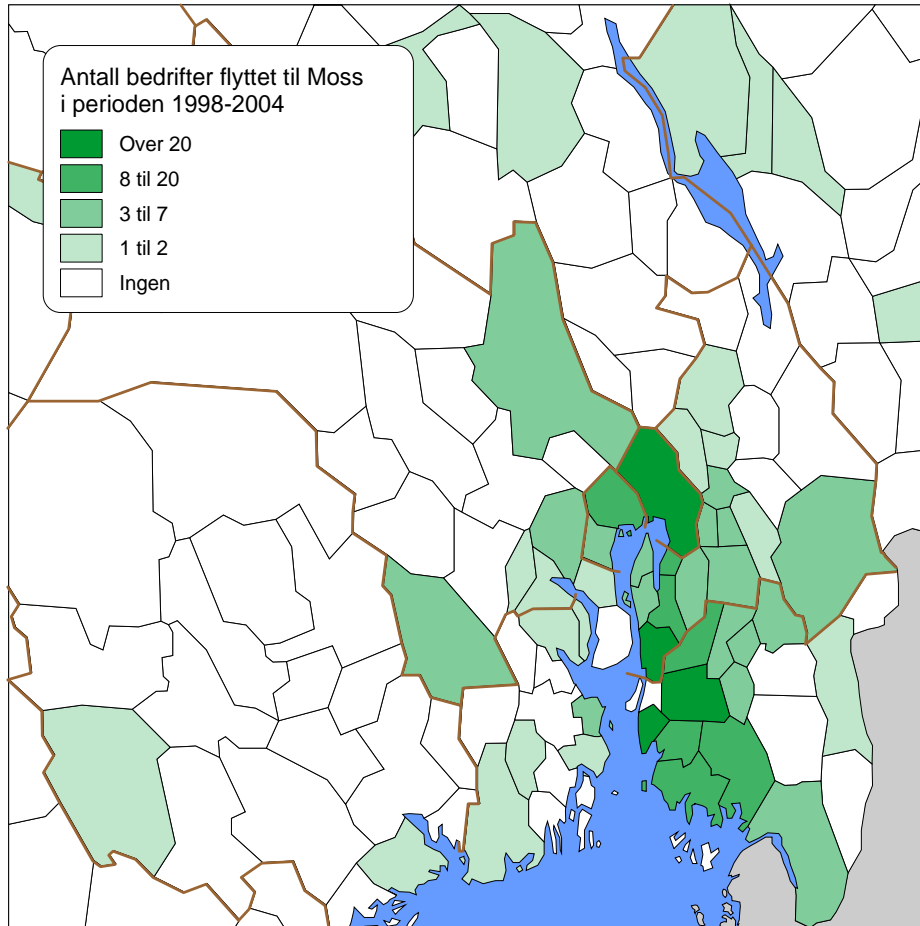 Antall bedrifter flyttet til Moss
i perioden 1998-2004
Over 20
8 til 20
3 til 7
1 til 2
Ingen